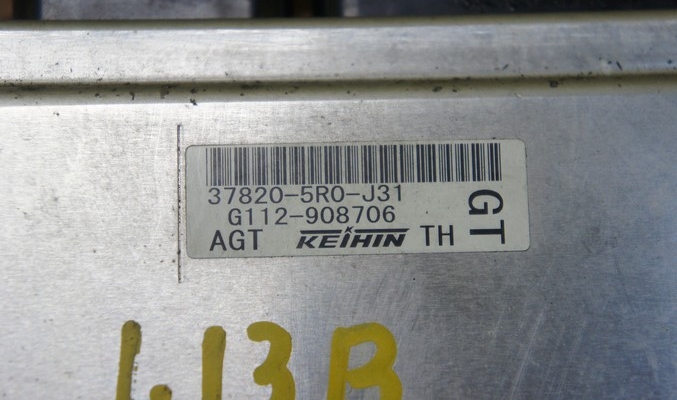 37820-5R0-J31
G112-908706
AGT KEIHIN TH
GT
L13B